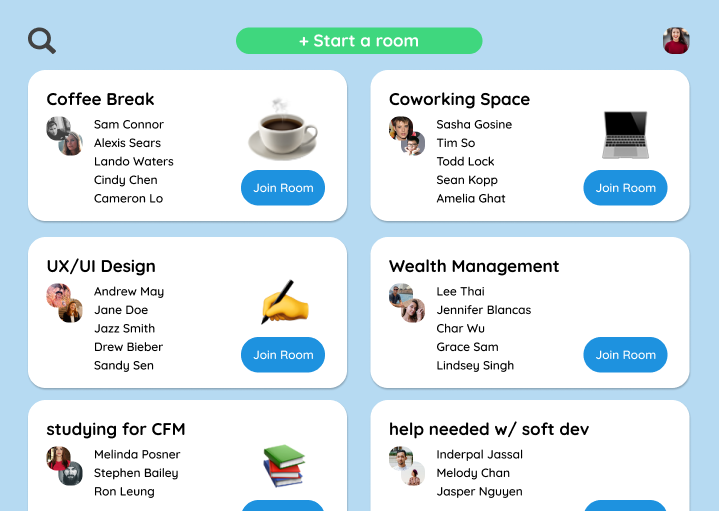 + Start a room
Coffee Break
Sam Connor
Alexis Sears
Lando Waters
Cindy Chen
Cameron Lo
Join Room
Coworking Space
Sasha Gosine
Tim So
Todd Lock
Sean Kopp
Amelia Ghat
Join Room
UX/UI Design
Andrew May
Jane Doe
Jazz Smith
Drew Bieber
Sandy Sen
Join Room
Wealth Management
Lee Thai
Jennifer Blancas
Char Wu
Grace Sam
Lindsey Singh
Join Room
studying for CFM
Melinda Posner
Stephen Bailey
Ron Leung
help needed w/ soft dev
Inderpal Jassal
Melody Chan
Jasper Nguyen